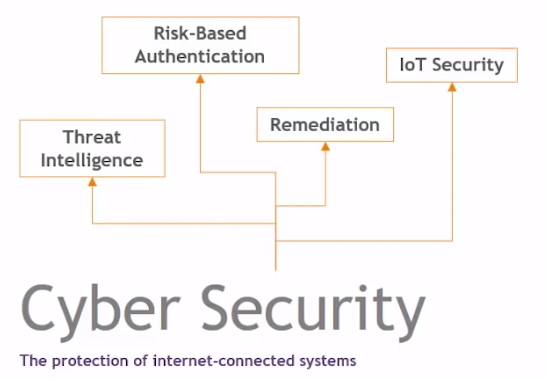 Risk-Based
Authentication
IoT Security
Threat
Intelligence
Remediation
Cyber Security
The protection of internet-connected systems